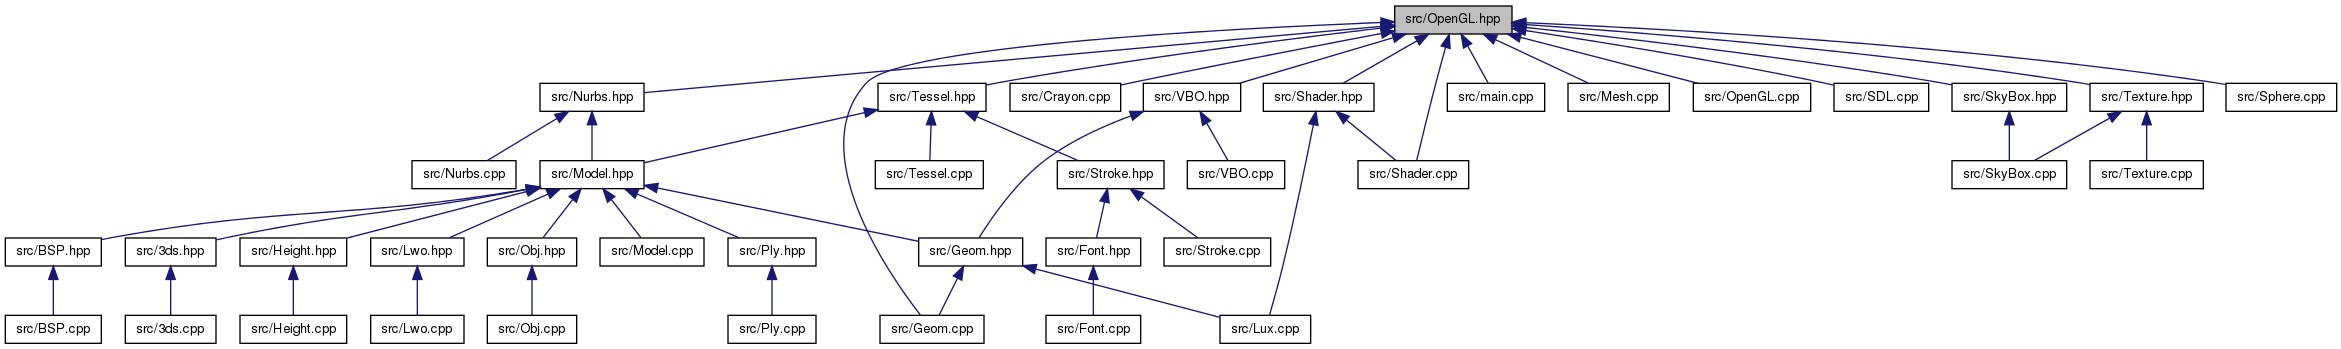 src/OpenGL.hpp
src/Nurbs.hpp
src/Tessel.hpp
src/Crayon.cpp
src/VBO.hpp
src/Shader.hpp
src/main.cpp
src/Mesh.cpp
src/OpenGL.cpp
src/SDL.cpp
src/SkyBox.hpp
src/Texture.hpp
src/Sphere.cpp
src/Nurbs.cpp
src/Model.hpp
src/Tessel.cpp
src/Stroke.hpp
src/VBO.cpp
src/Shader.cpp
src/SkyBox.cpp
src/Texture.cpp
src/BSP.hpp
src/3ds.hpp
src/Height.hpp
src/Lwo.hpp
src/Obj.hpp
src/Model.cpp
src/Ply.hpp
src/Geom.hpp
src/Font.hpp
src/Stroke.cpp
src/BSP.cpp
src/3ds.cpp
src/Height.cpp
src/Lwo.cpp
src/Obj.cpp
src/Ply.cpp
src/Geom.cpp
src/Font.cpp
src/Lux.cpp